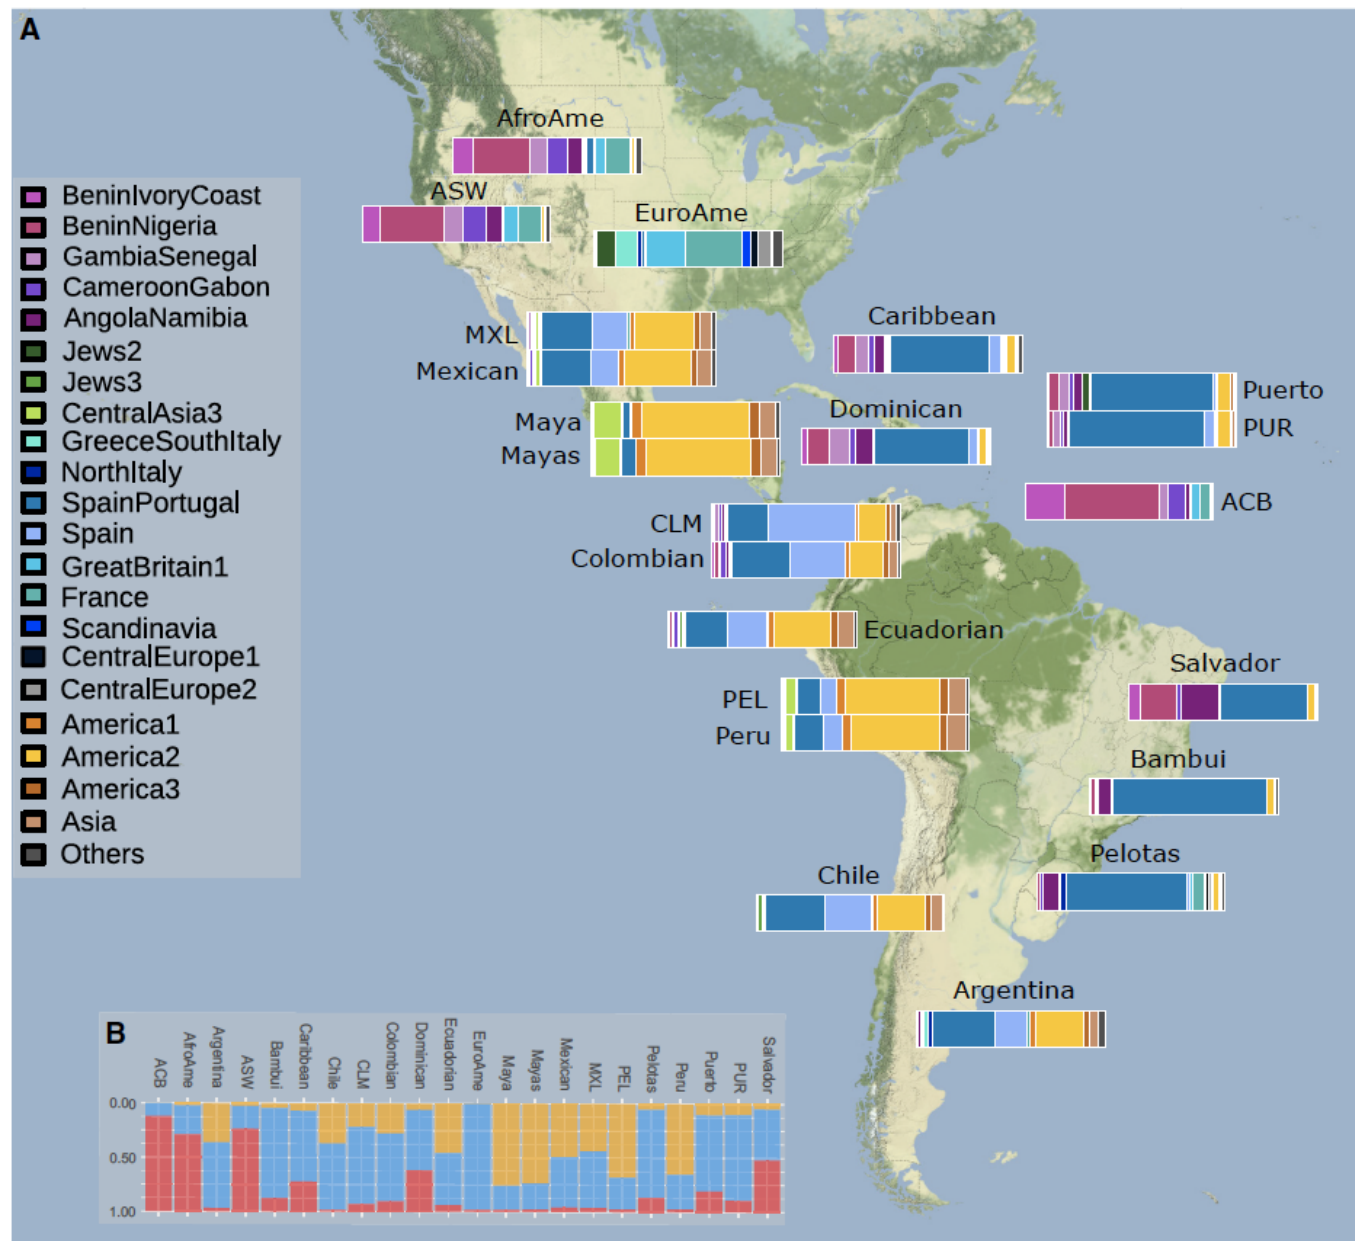 A
AfroAme
ASW
EuroAme
BeninIvoryCoast
BeninNigeria
GambiaSenegal
CameroonGabon
AngolaNamibia
Jews2
Jews3
CentralAsia3
GreeceSouthItaly
NorthItaly
SpainPortugal
Spain
GreatBritain1
France
Scandinavia
CentralEurope1
CentralEurope2
America1
America2
America3
Asia
Others
MXL
Mexican
Caribbean
Puerto
PUR
Maya
Mayas
Dominican
CLM
Colombian
ACB
Ecuadorian
Salvador
PEL
Peru
Bambui
Pelotas
Chile
Argentina
B
ACB
AfroAme
Argentina
ASW
Bambui
Caribbean
Chile
CLM
Colombian
Dominican
Ecuadorian
EuroAme
Maya
Mayas
Mexican
MXL
PEL
Pelotas
Peru
Puerto
PUR
Salvador
0.00
0.50
1.00